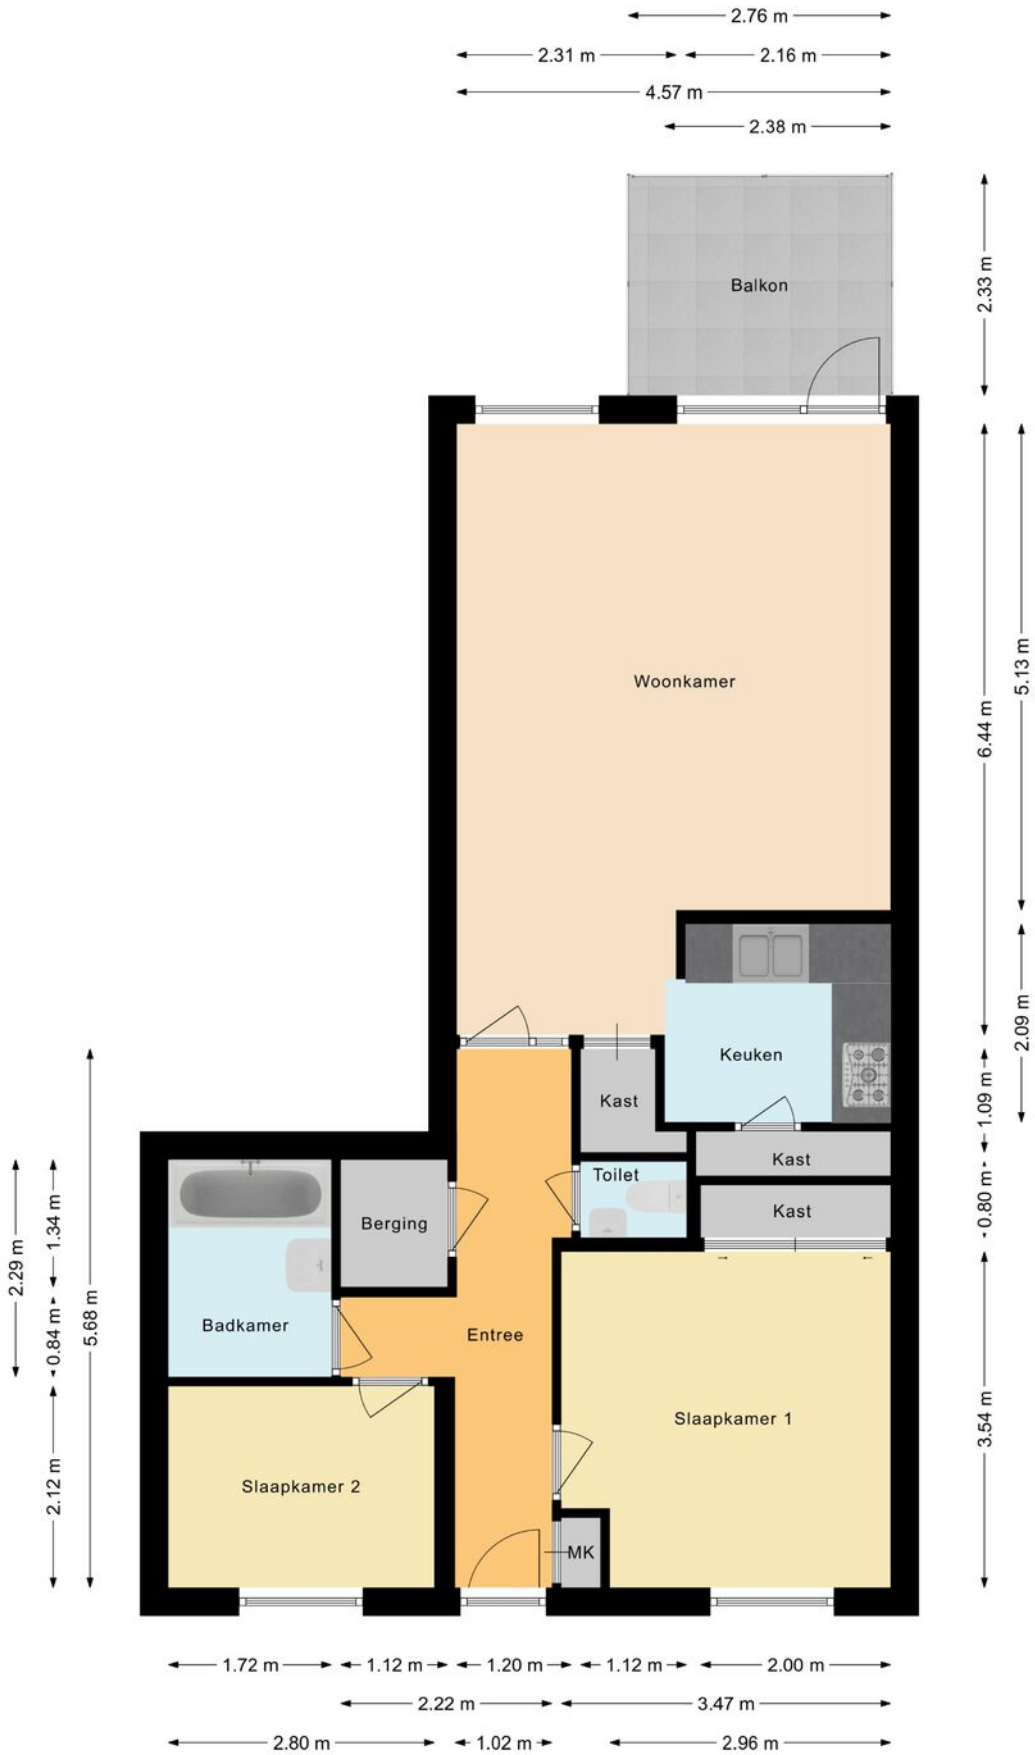 2.76 m
2.31 m
2.16 m
4.57 m
2.38 m
Balkon
2.33 m
Woonkamer
5.13 m
6.44 m
2.09 m
Keuken
Kast
1.09 m
Kast
Toilet
0.80 m
Kast
Berging
2.29 m
1.34 m
5.68 m
Badkamer
0.84 m
Entree
Slaapkamer 1
3.54 m
Slaapkamer 2
2.12 m
MK
1.72 m
1.12 m
1.20 m
1.12 m
2.00 m
2.22 m
3.47 m
2.80 m
1.02 m
2.96 m